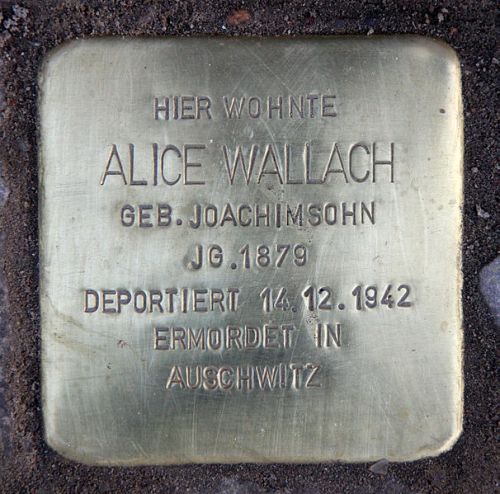 HIER WOHNTE
ALICE WALLACH
GEB. JOACHIMSOHN
JG. 1879
DEPORTIERT 14.12.1942
ERMORDET IN
AUSCHWITZ